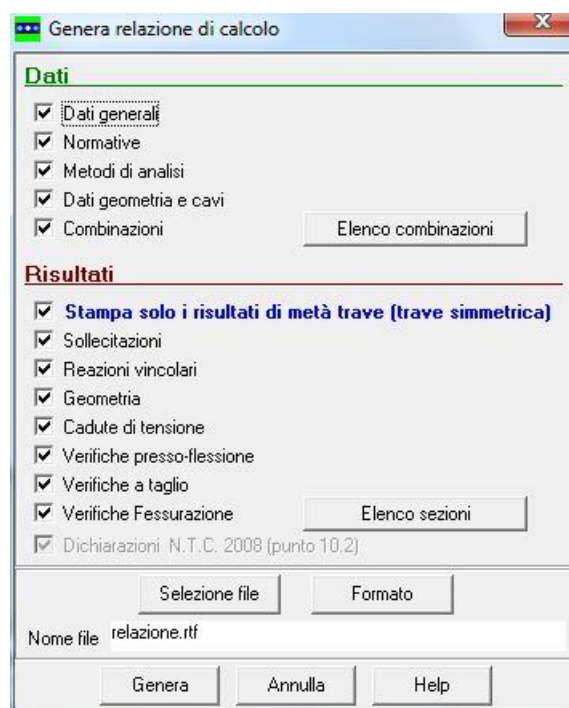 Genera relazione di calcolo
Dati
Dati generali
Normative
Metodi di analisi
Dati geometria e cavi
Combinazioni Elenco combinazioni
Risultati
Stampa solo i risultati di metà trave (trave simmetrica)
Sollecitazioni
Reazioni vincolari
Geometria
Cadute di tensione
Verifiche presso-flessione
Verifiche a taglio
Verifiche Fessurazione Elenco sezioni
Dichiarazioni N.T.C. 2008 (punto 10.2)
Selezione file Formato
Nome file relazione.rtf
Genera Annulla Help